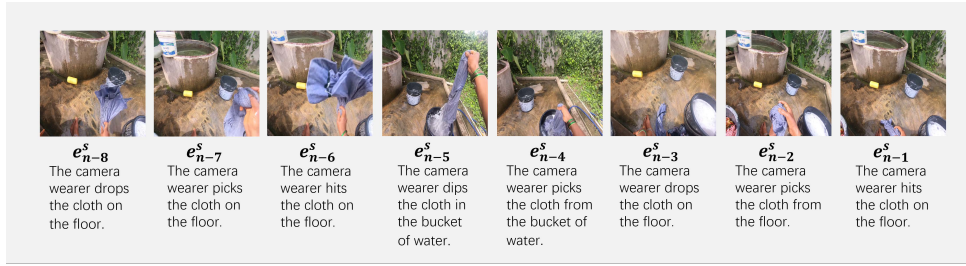 e^s_{n-8}
The camera
wearer drops
the cloth on
the floor.
e^s_{n-7}
The camera
wearer picks
the cloth on
the floor.
e^s_{n-6}
The camera
wearer hits
the cloth on
the floor.
e^s_{n-5}
The camera
wearer dips
the cloth in
the bucket
of water.
e^s_{n-4}
The camera
wearer picks
the cloth from
the bucket of
water.
e^s_{n-3}
The camera
wearer drops
the cloth on
the floor.
e^s_{n-2}
The camera
wearer picks
the cloth from
the floor.
e^s_{n-1}
The camera
wearer hits
the cloth on
the floor.